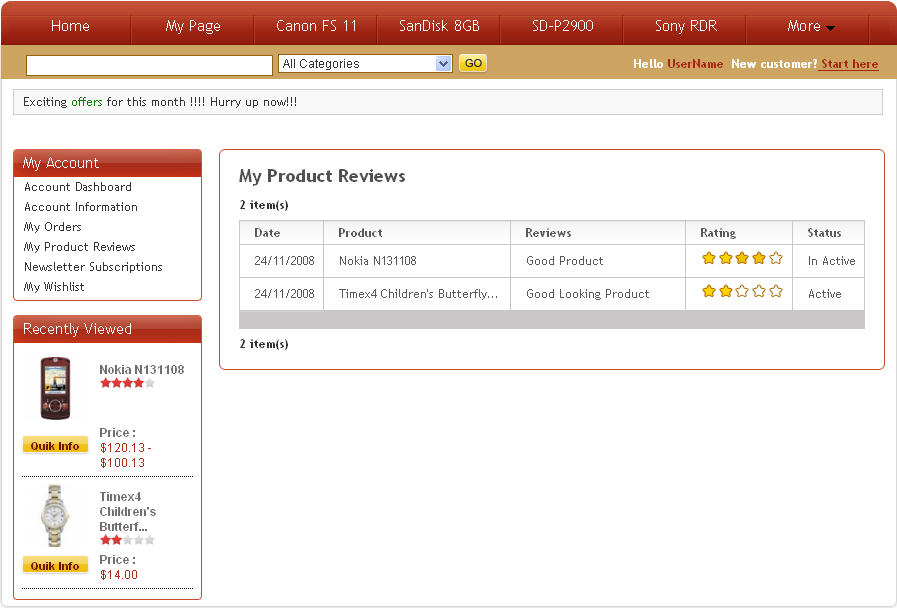 Home My Page Canon FS 11 SanDisk 8GB SD-P2900 Sony RDR More
All Categories GO Hello UserName New customer? Start here
Exciting offers for this month !!!! Hurry up now!!!
My Account
Account Dashboard
Account Information
My Orders
My Product Reviews
Newsletter Subscriptions
My Wishlist
Recently Viewed
Nokia N131108
Price :
Quik Info
$120.13 -
$100.13
Timex4
Children's
Butterf...
Price :
Quik Info
$14.00
My Product Reviews
2 item(s)
Date Product Reviews Rating Status
24/11/2008 Nokia N131108 Good Product In Active
24/11/2008 Timex4 Children's Butterfly... Good Looking Product Active
2 item(s)